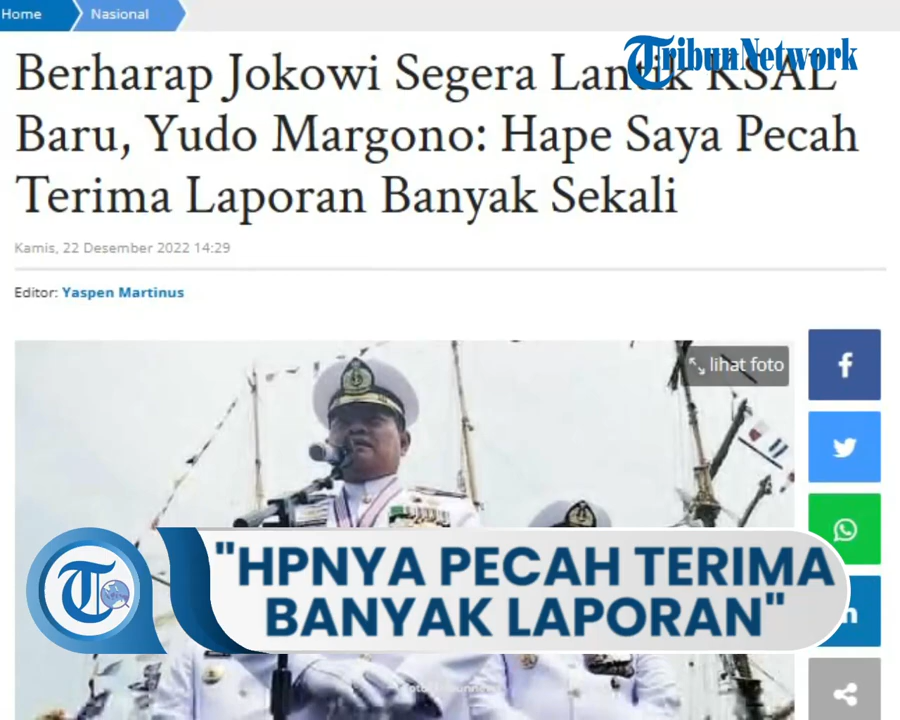 Home Nasional
TribunNetwork
Berharap Jokowi Segera Lantik KSAL
Baru, Yudo Margono: Hape Saya Pecah
Terima Laporan Banyak Sekali
Kamis, 22 Desember 2022 14:29
Editor: Yaspen Martinus
lihat foto
"HPNYA PECAH TERIMA
BANYAK LAPORAN"